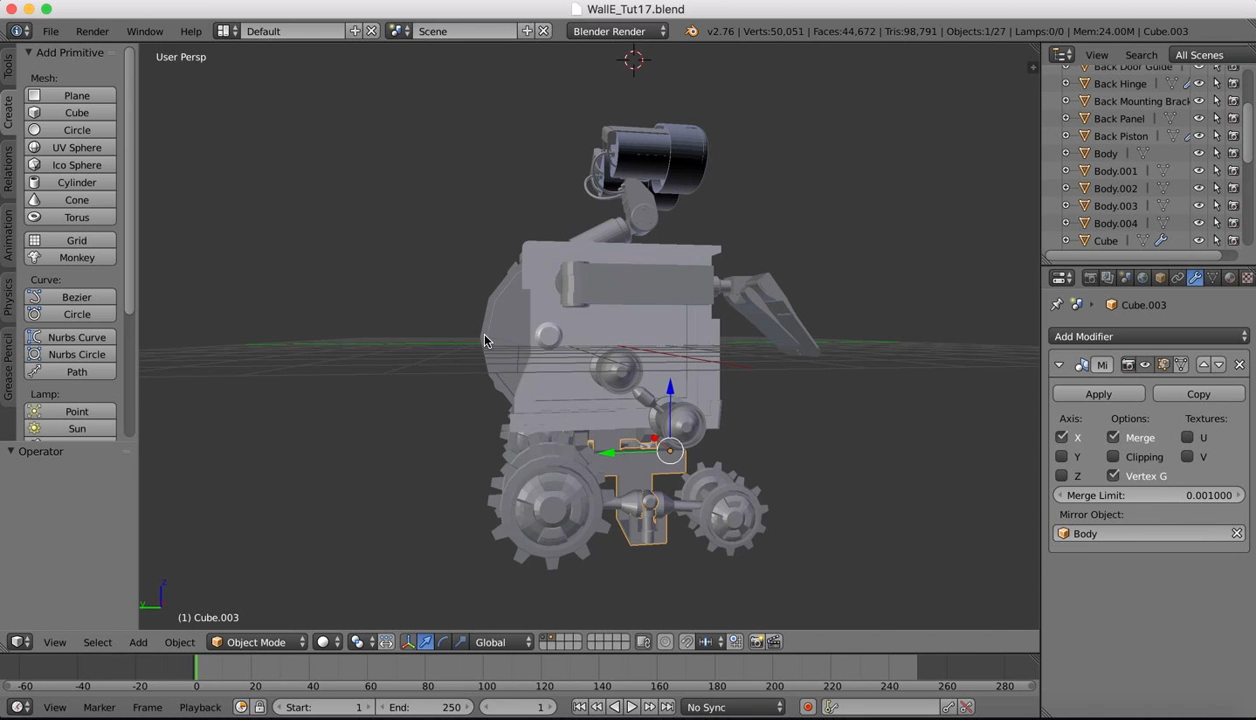 WallE_Tut17.blend
File Render Window Help Default Scene Blender Render v2.76 | Verts:50,051 | Faces:44,672 | Tris:98,791 | Objects:1/27 | Lamps:0/0 | Mem:24.00M | Cube.003
Tools
Create
Relations
Animation
Physics
Grease Pencil
Add Primitive
Mesh:
Plane
Cube
Circle
UV Sphere
Ico Sphere
Cylinder
Cone
Torus
Grid
Monkey
Curve:
Bezier
Circle
Nurbs Curve
Nurbs Circle
Path
Lamp:
Point
Sun
Operator
User Persp
z
y
(1) Cube.003
View Search All Scenes
Back Door Guide
Back Hinge
Back Mounting Brack
Back Panel
Back Piston
Body
Body.001
Body.002
Body.003
Body.004
Cube
Cube.003
Add Modifier
Mi
Apply Copy
Axis: Options: Textures:
X Merge U
Y Clipping V
Z Vertex G
Merge Limit: 0.001000
Mirror Object:
Body
View Select Add Object Object Mode Global
-60 -40 -20 0 20 40 60 80 100 120 140 160 180 200 220 240 260 280
View Marker Frame Playback Start: 1 End: 250 1 No Sync